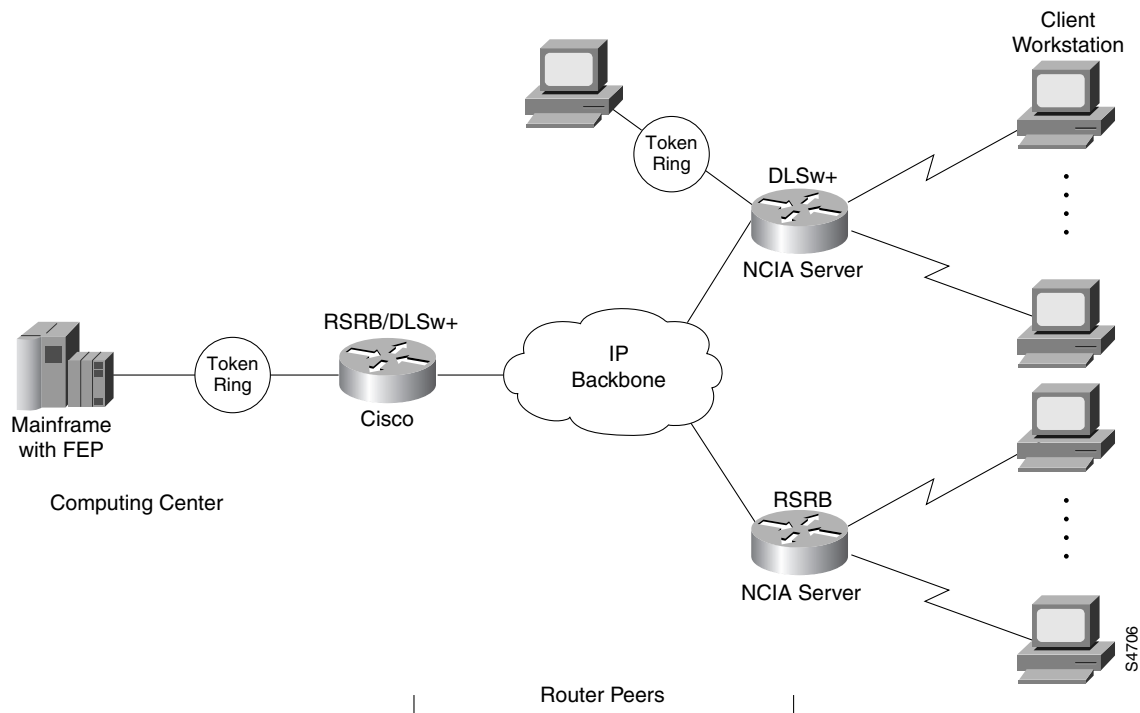 Client
Workstation
Token
Ring
DLSw+
NCIA Server
RSRB/DLSw+
IP
Backbone
Token
Ring
Cisco
Mainframe
with FEP
Computing Center
RSRB
NCIA Server
S4706
Router Peers